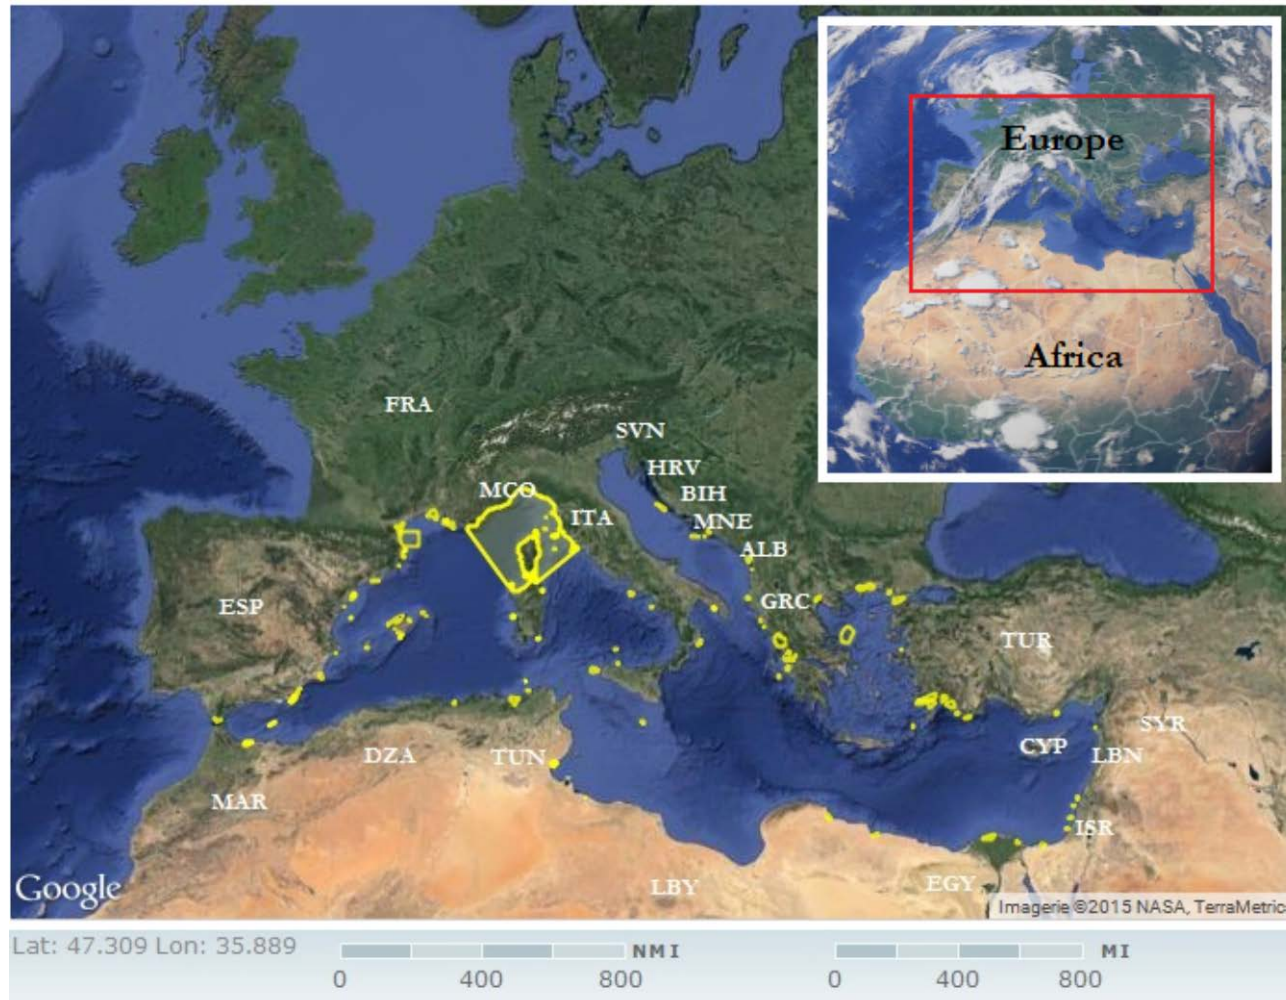 Europe
Africa
FRA
SVN
HRV
MCO
BIH
ITA
MNE
ALB
ESP
GRC
TUR
SYR
CYP
LBN
DZA
TUN
MAR
ISR
LBY
EGY
Google
Imagerie ©2015 NASA, TerraMetric
Lat: 47.309 Lon: 35.889
NMI
MI
0 400 800
0 400 800